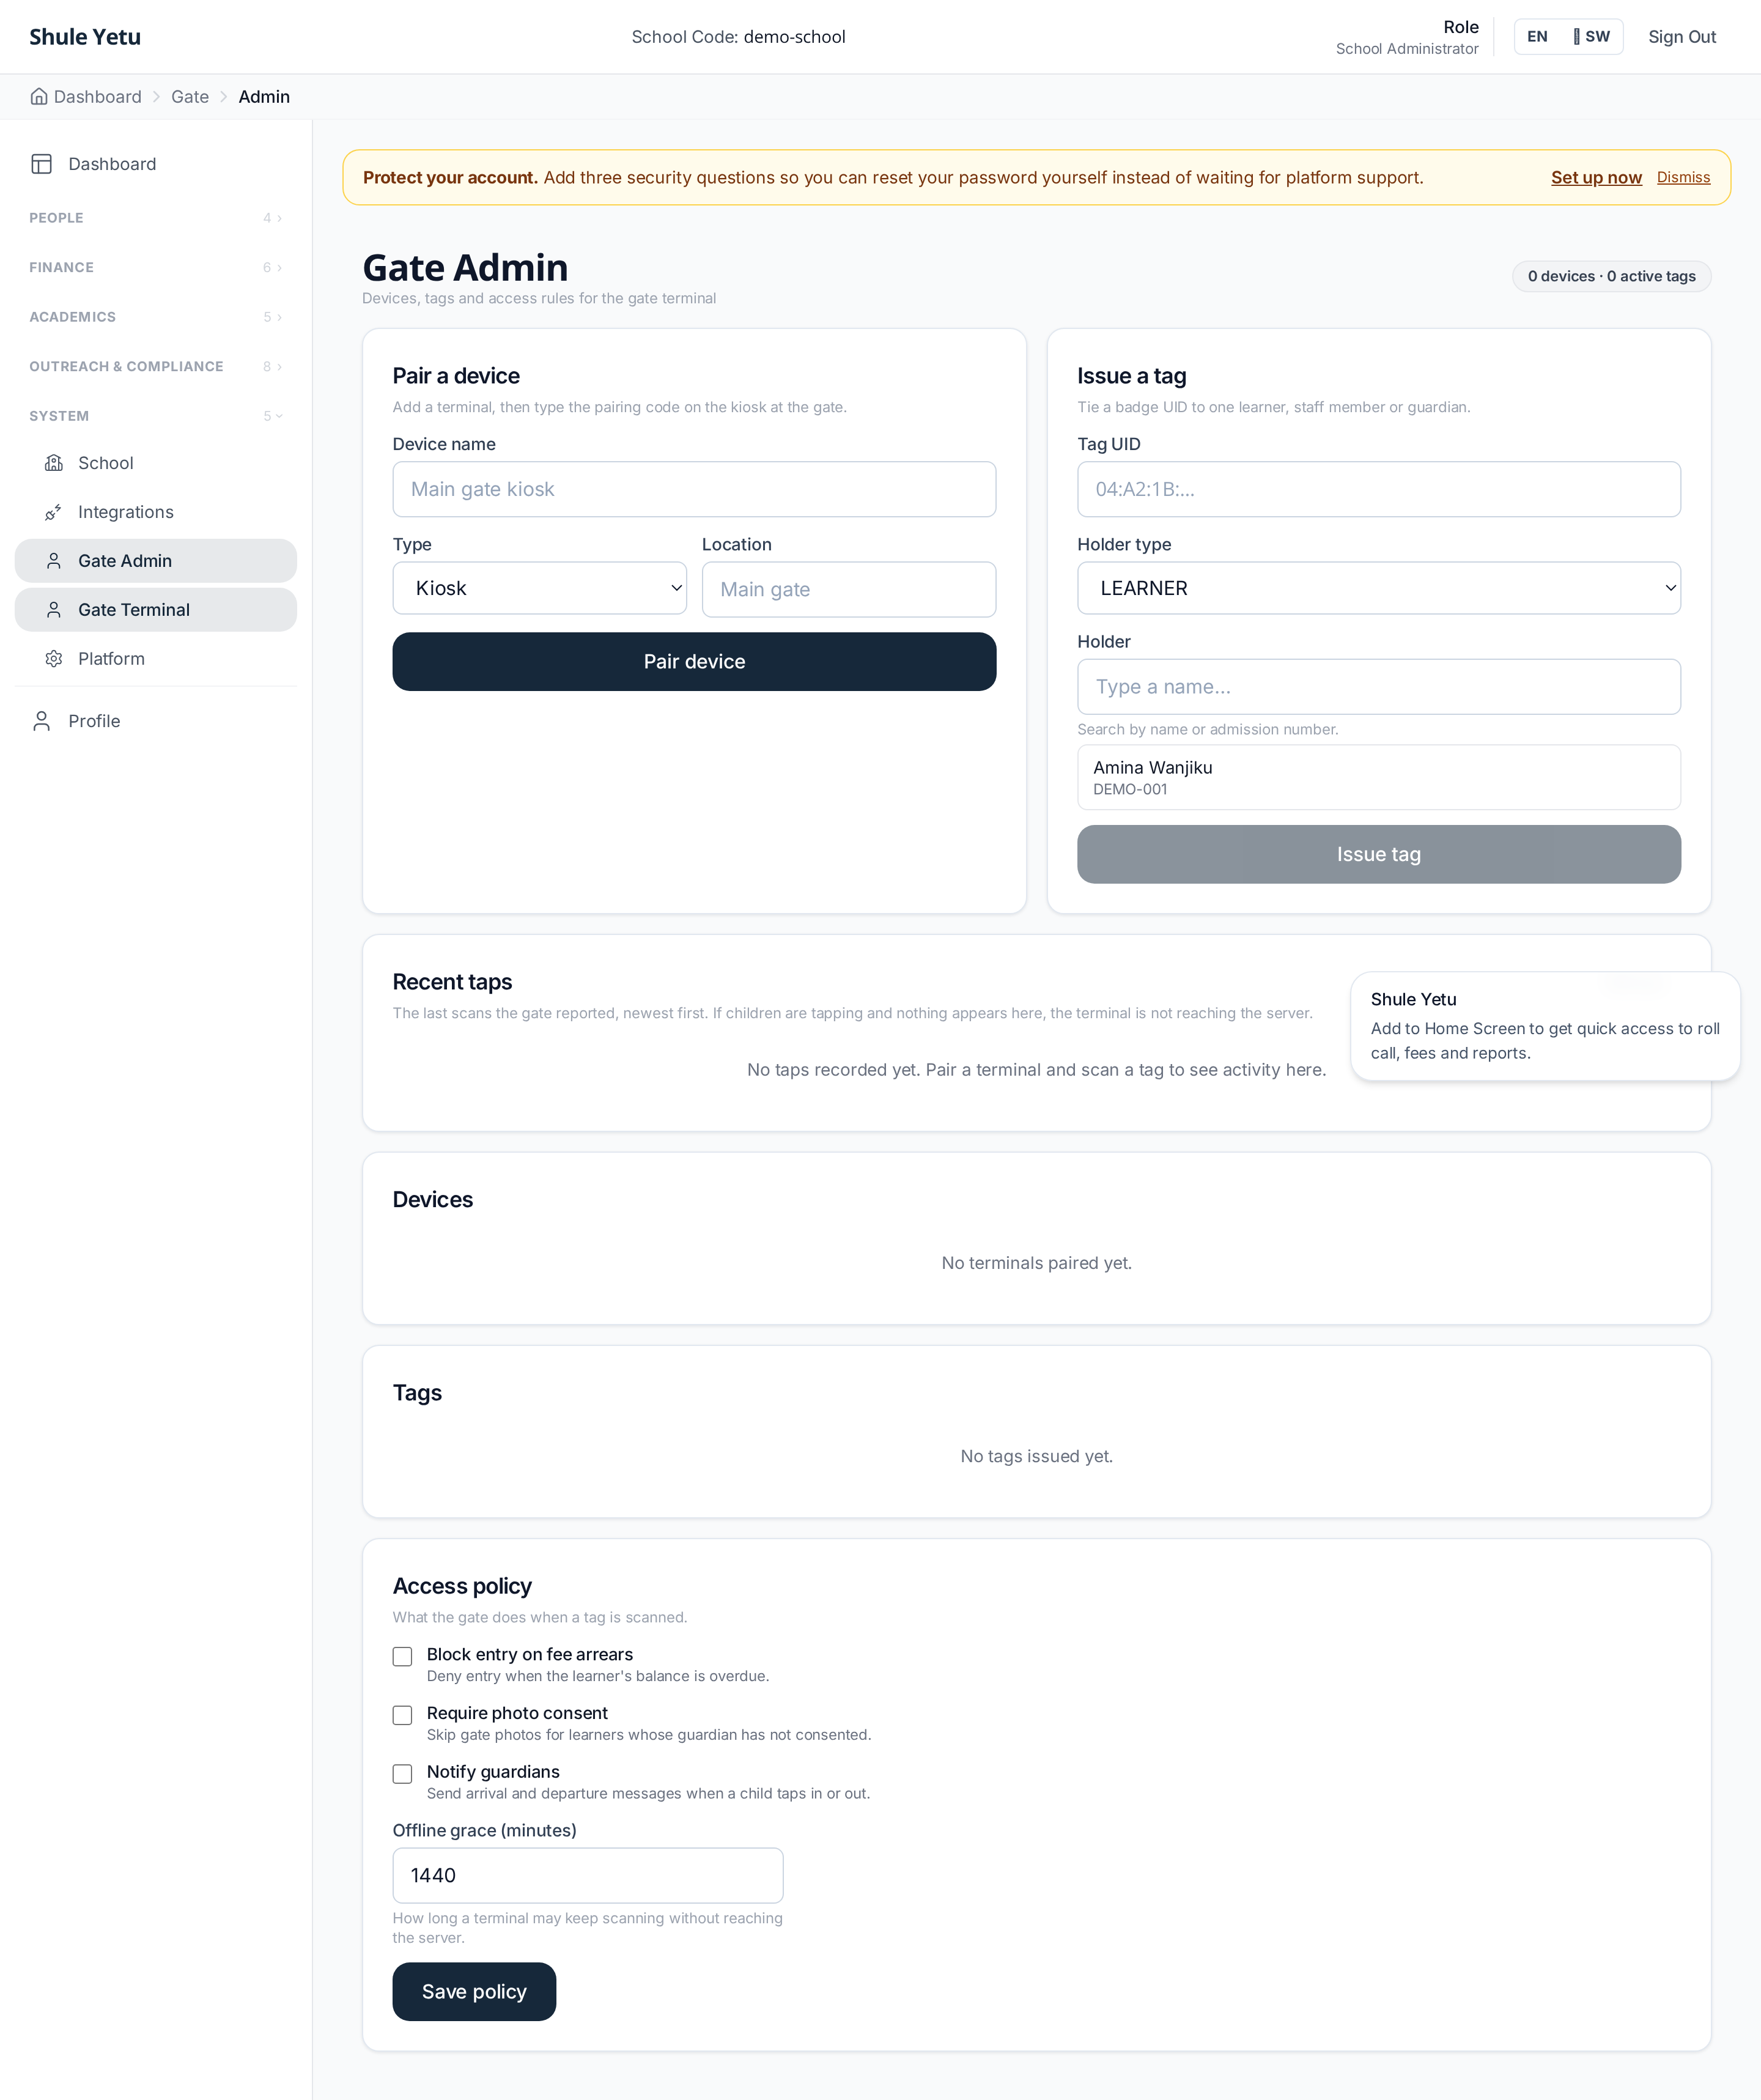 Shule Yetu
School Code: demo-school
Role
School Administrator
EN
SW
Sign Out
Dashboard
Gate
Admin
Dashboard
PEOPLE
4
FINANCE
6
ACADEMICS
5
OUTREACH & COMPLIANCE
8
SYSTEM
5
School
Integrations
Gate Admin
Gate Terminal
Platform
Profile
Protect your account. Add three security questions so you can reset your password yourself instead of waiting for platform support.
Set up now
Dismiss
Gate Admin
Devices, tags and access rules for the gate terminal
0 devices · 0 active tags
Pair a device
Add a terminal, then type the pairing code on the kiosk at the gate.
Device name
Main gate kiosk
Type
Location
Kiosk
Main gate
Pair device
Issue a tag
Tie a badge UID to one learner, staff member or guardian.
Tag UID
04:A2:1B:...
Holder type
LEARNER
Holder
Type a name...
Search by name or admission number.
Amina Wanjiku
DEMO-001
Issue tag
Recent taps
The last scans the gate reported, newest first. If children are tapping and nothing appears here, the terminal is not reaching the server.
No taps recorded yet. Pair a terminal and scan a tag to see activity here.
Shule Yetu
Add to Home Screen to get quick access to roll
call, fees and reports.
Devices
No terminals paired yet.
Tags
No tags issued yet.
Access policy
What the gate does when a tag is scanned.
Block entry on fee arrears
Deny entry when the learner's balance is overdue.
Require photo consent
Skip gate photos for learners whose guardian has not consented.
Notify guardians
Send arrival and departure messages when a child taps in or out.
Offline grace (minutes)
1440
How long a terminal may keep scanning without reaching
the server.
Save policy